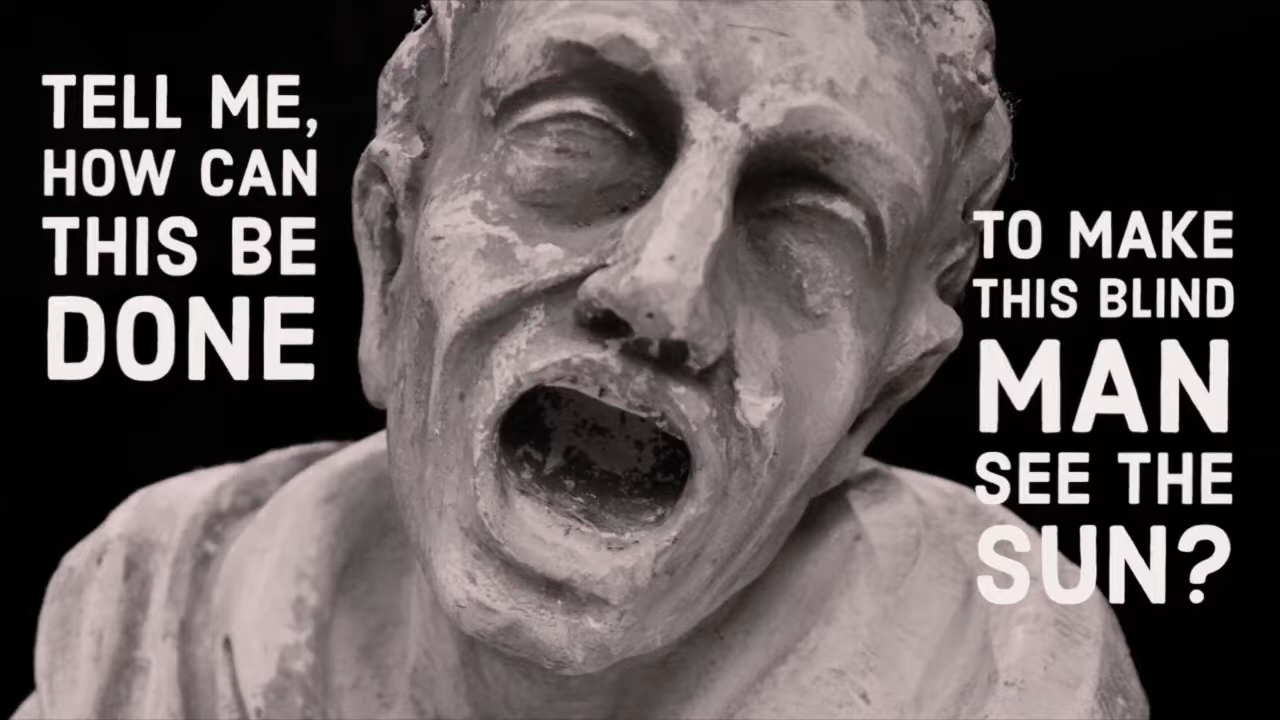 TELL ME,
HOW CAN
THIS BE
DONE
TO MAKE
THIS BLIND
MAN
SEE THE
SUN?